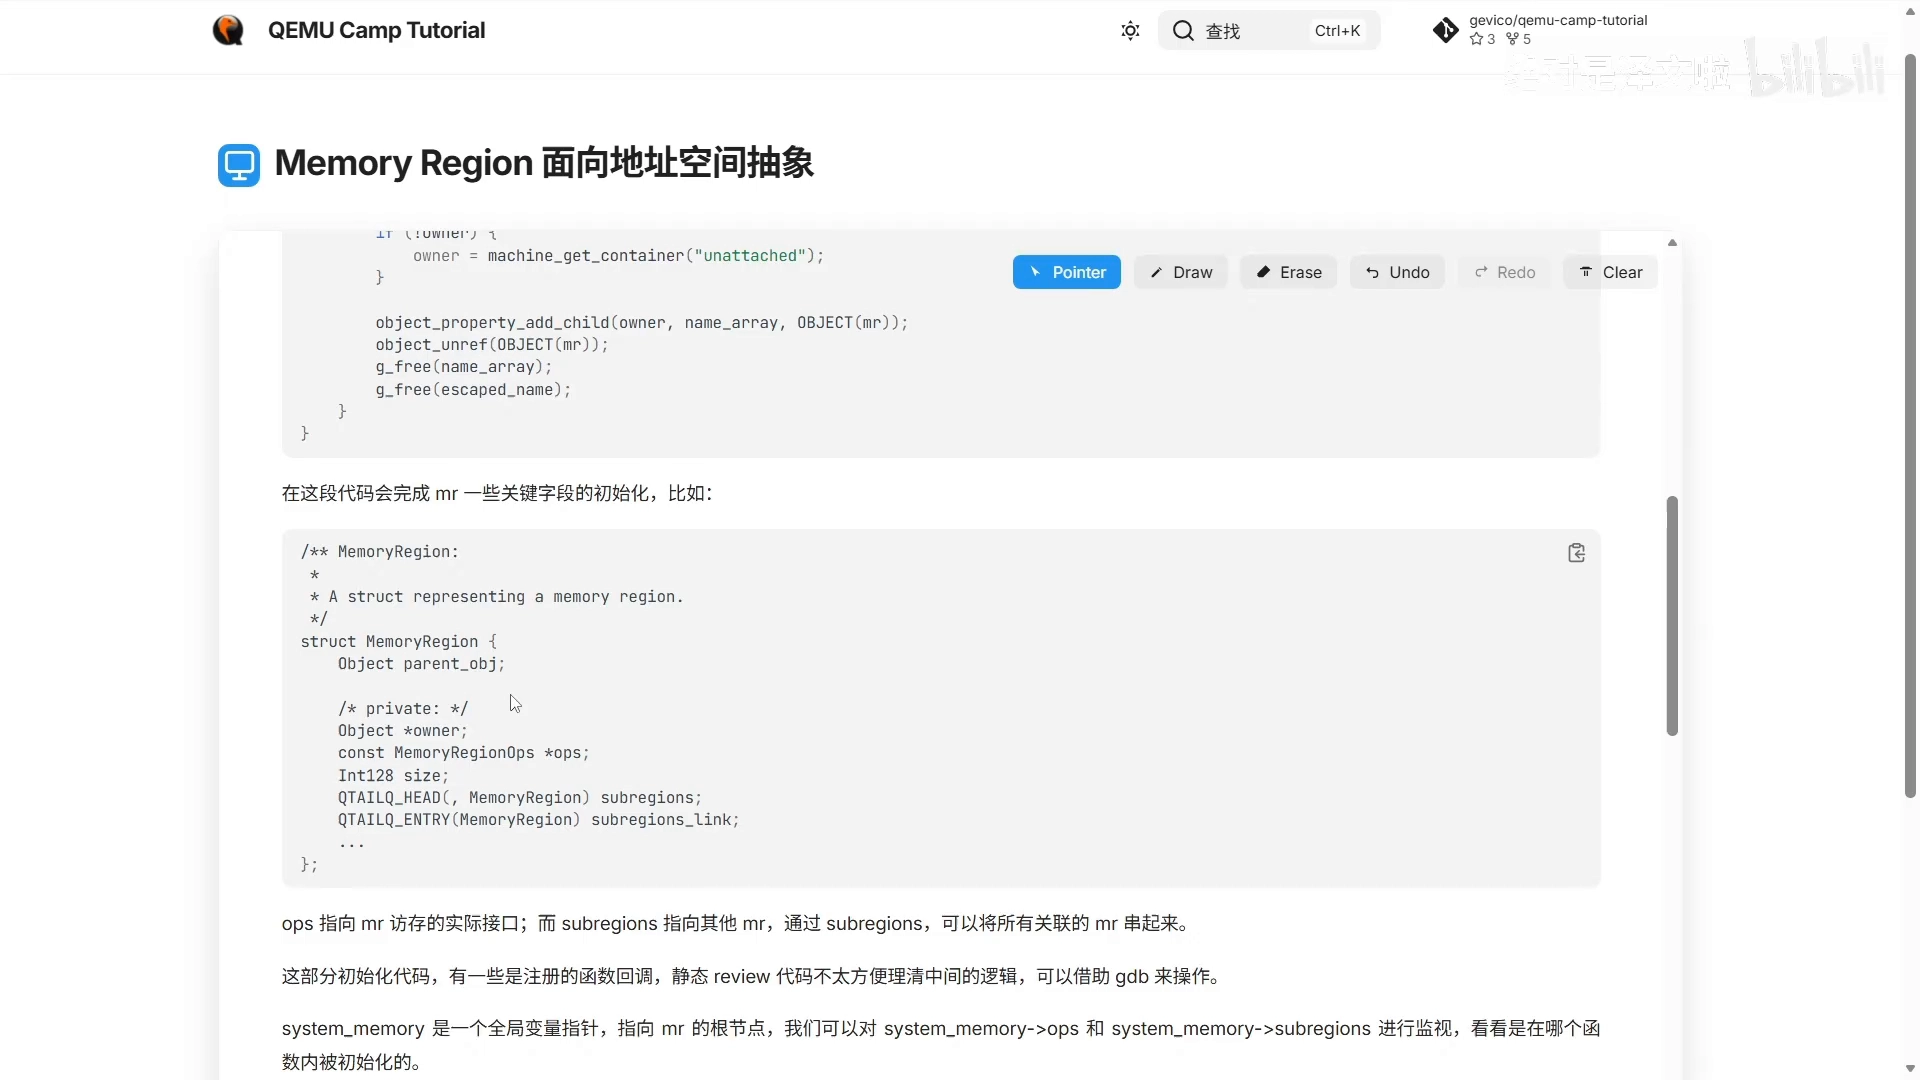 QEMU Camp Tutorial
查找
Ctrl+K
gevico/qemu-camp-tutorial
3 5
绝对是泽文啦 bilibili
Memory Region 面向地址空间抽象
if (!owner) {
owner = machine_get_container("unattached");
}
Pointer
Draw
Erase
Undo
Redo
Clear
object_property_add_child(owner, name_array, OBJECT(mr));
object_unref(OBJECT(mr));
g_free(name_array);
g_free(escaped_name);
}
}
在这段代码会完成 mr 一些关键字段的初始化，比如：
/** MemoryRegion:
*
* A struct representing a memory region.
*/
struct MemoryRegion {
Object parent_obj;
/* private: */
Object *owner;
const MemoryRegionOps *ops;
Int128 size;
QTAILQ_HEAD(, MemoryRegion) subregions;
QTAILQ_ENTRY(MemoryRegion) subregions_link;
...
};
ops 指向 mr 访存的实际接口；而 subregions 指向其他 mr，通过 subregions，可以将所有关联的 mr 串起来。
这部分初始化代码，有一些是注册的函数回调，静态 review 代码不太方便理清中间的逻辑，可以借助 gdb 来操作。
system_memory 是一个全局变量指针，指向 mr 的根节点，我们可以对 system_memory->ops 和 system_memory->subregions 进行监视，看看是在哪个函
数内被初始化的。